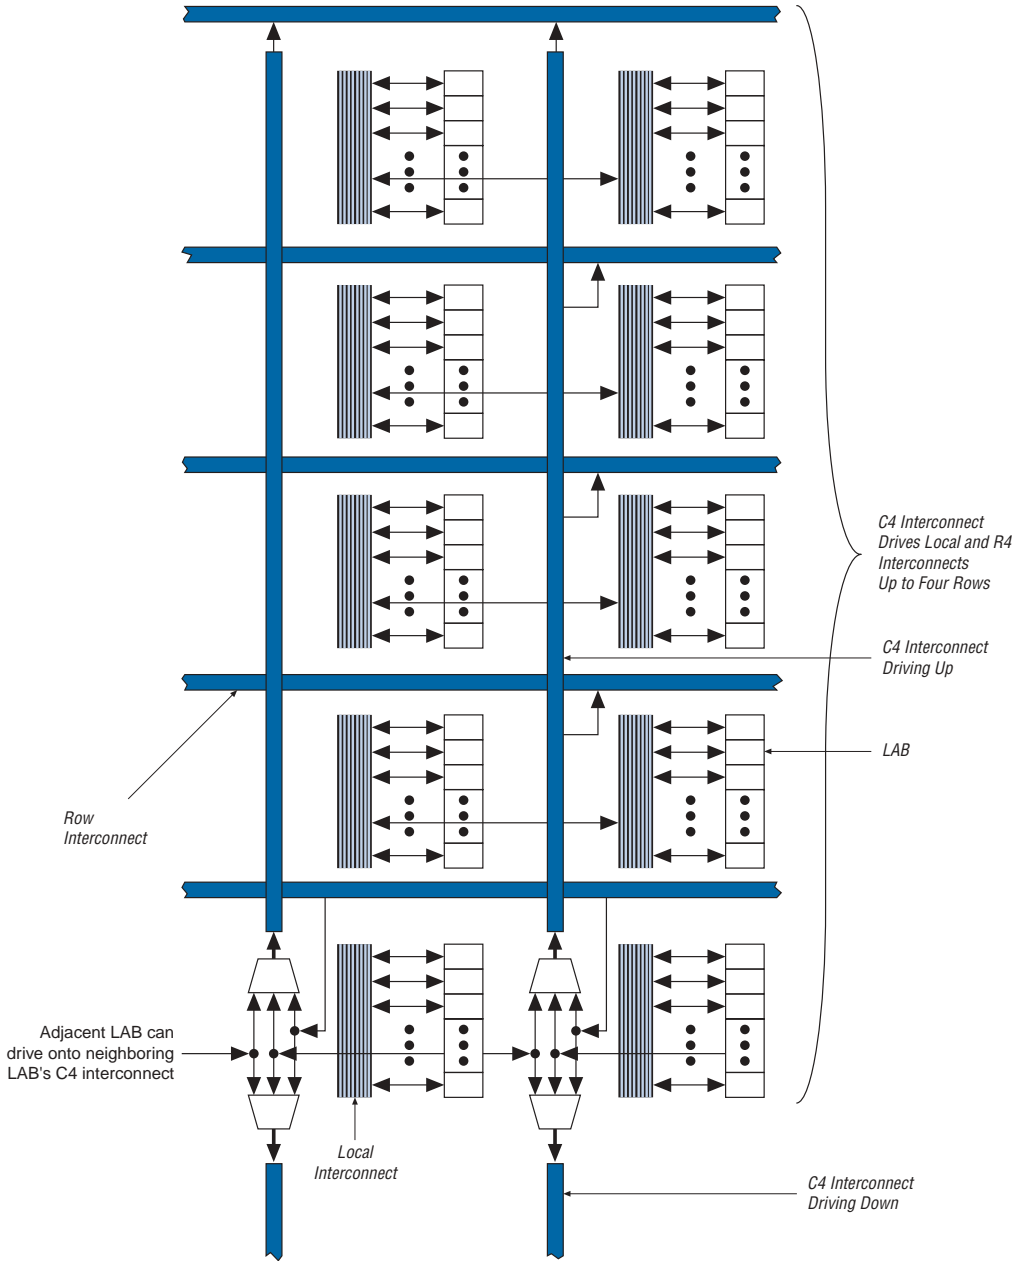 C4 Interconnect
Drives Local and R4
Interconnects
Up to Four Rows
C4 Interconnect
Driving Up
LAB
Row
Interconnect
Adjacent LAB can
drive onto neighboring
LAB's C4 interconnect
Local
Interconnect
C4 Interconnect
Driving Down